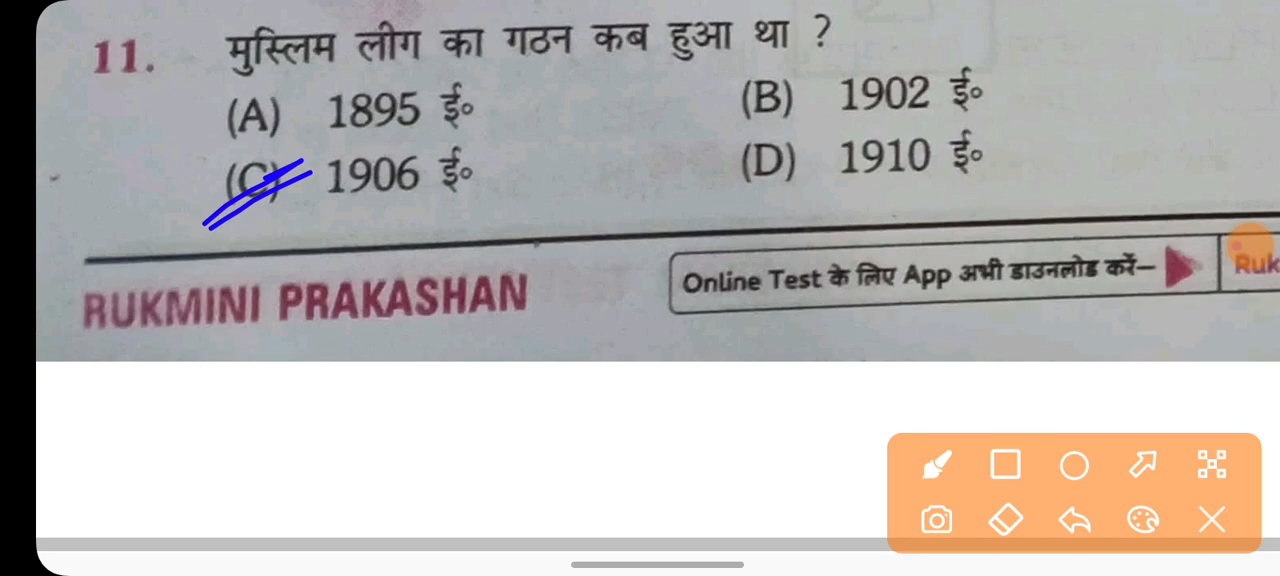 11. मुस्लिम लीग का गठन कब हुआ था ?
(A) 1895 ई० (B) 1902 ई०
(C) 1906 ई० (D) 1910 ई०
RUKMINI PRAKASHAN Online Test के लिए App अभी डाउनलोड करें– Ruk